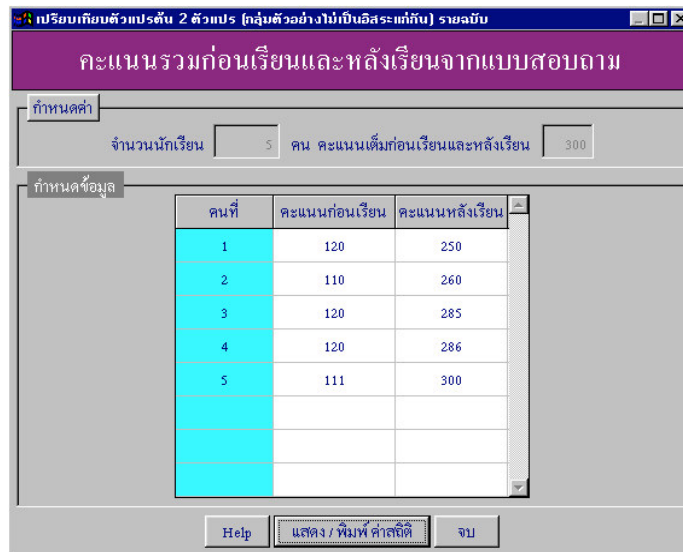 เปรียบเทียบตัวแปรต้น 2 ตัวแปร (กลุ่มตัวอย่างไม่เป็นอิสระแก่กัน) รายฉบับ
คะแนนรวมก่อนเรียนและหลังเรียนจากแบบสอบถาม
กำหนดค่า
จำนวนนักเรียน 5 คน คะแนนเต็มก่อนเรียนและหลังเรียน 300
กำหนดข้อมูล
คนที่ คะแนนก่อนเรียน คะแนนหลังเรียน
1 120 250
2 110 260
3 120 285
4 120 286
5 111 300
Help แสดง / พิมพ์ ค่าสถิติ จบ